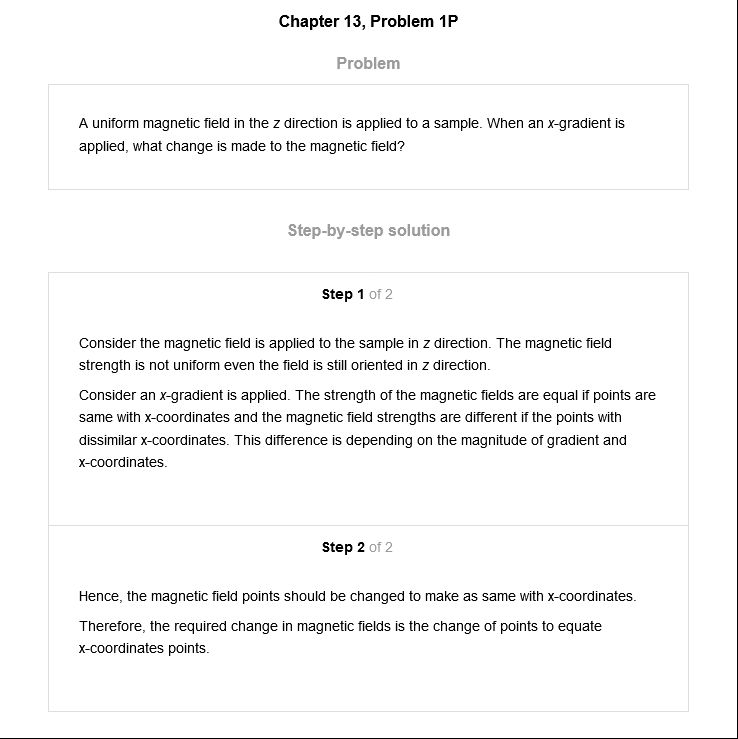 Chapter 13, Problem 1P
Problem
A uniform magnetic field in the z direction is applied to a sample. When an x-gradient is
applied, what change is made to the magnetic field?
Step-by-step solution
Step 1 of 2
Consider the magnetic field is applied to the sample in z direction. The magnetic field
strength is not uniform even the field is still oriented in z direction.
Consider an x-gradient is applied. The strength of the magnetic fields are equal if points are
same with x-coordinates and the magnetic field strengths are different if the points with
dissimilar x-coordinates. This difference is depending on the magnitude of gradient and
x-coordinates.
Step 2 of 2
Hence, the magnetic field points should be changed to make as same with x-coordinates.
Therefore, the required change in magnetic fields is the change of points to equate
x-coordinates points.